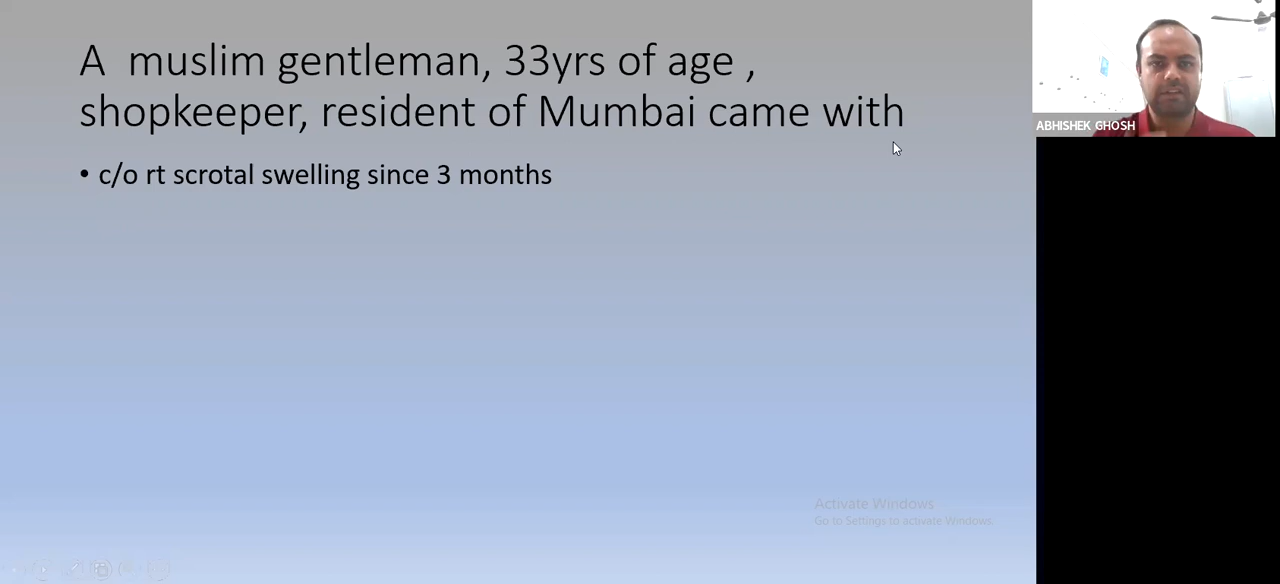 A  muslim gentleman, 33yrs of age ,
shopkeeper, resident of Mumbai came with
• c/o rt scrotal swelling since 3 months
ABHISHEK GHOSH
Activate Windows
Go to Settings to activate Windows.